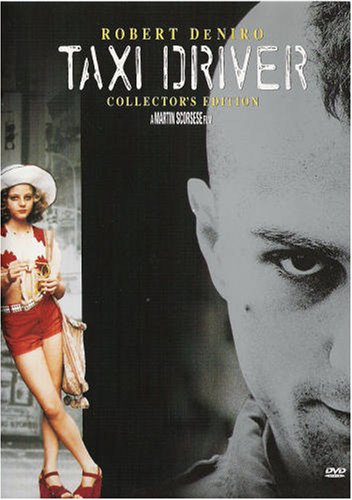 ROBERT DeNIRO
TAXI DRIVER
COLLECTOR'S EDITION
A MARTIN SCORSESE FILM
DVD